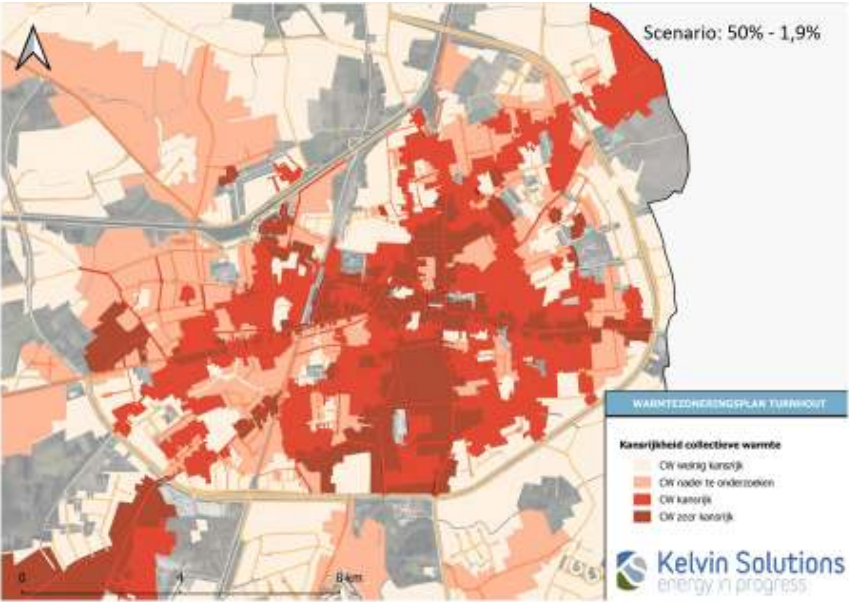 Scenario: 50% - 1,9%
WARMTEZONERINGSPLAN TURNHOUT
Kansrijkheid collectieve warmte
CW weinig kansrijk
CW nader te onderzoeken
CW kansrijk
CW zeer kansrijk
0 4 8 km
Kelvin Solutions
energy in progress